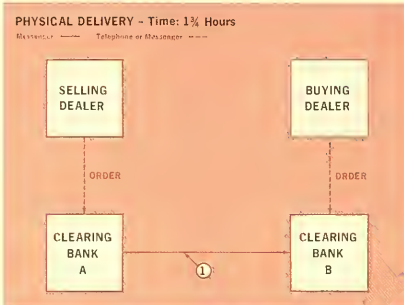 PHYSICAL DELIVERY - Time: 1¾ Hours
Messenger Telephone or Messenger
SELLING
DEALER
BUYING
DEALER
ORDER
ORDER
CLEARING
BANK
A
1
CLEARING
BANK
B